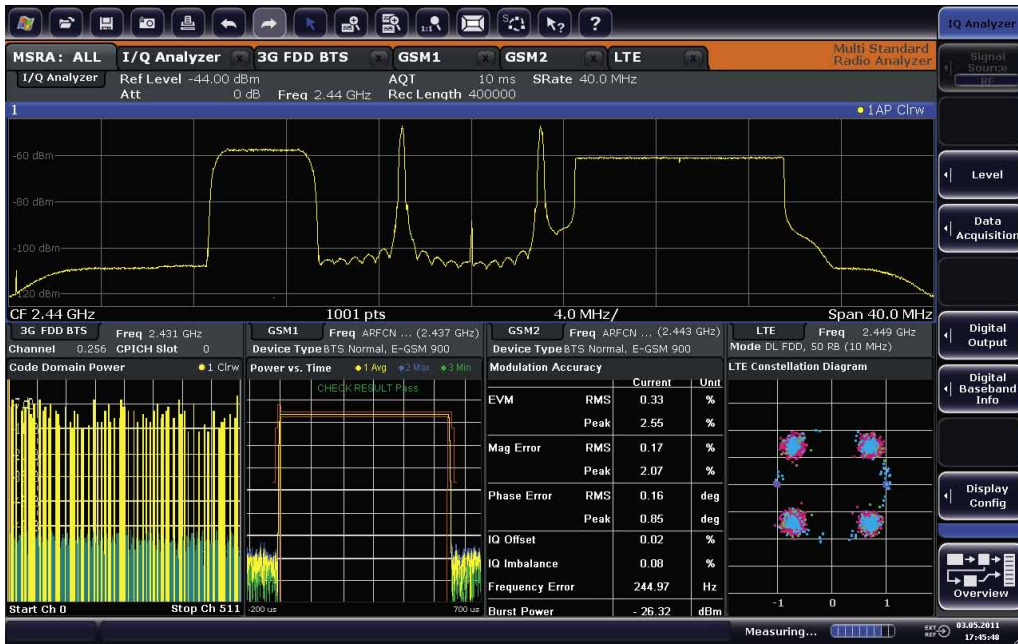 S
1:1
?
IQ Analyzer
MSRA: ALL
I/Q Analyzer
3G FDD BTS
GSM1
GSM2
LTE
Multi Standard
Radio Analyzer
Signal
Source
RF
I/Q Analyzer
Ref Level -44.00 dBm
AQT 10 ms
SRate 40.0 MHz
Att 0 dB
Freq 2.44 GHz
Rec Length 400000
1
1AP Clrw
-60 dBm
-80 dBm
-100 dBm
-120 dBm
CF 2.44 GHz
1001 pts
4.0 MHz/
Span 40.0 MHz
Level
Data
Acquisition
Digital
Output
Digital
Baseband
Info
Display
Config
Overview
3G FDD BTS
Freq 2.431 GHz
Channel 0.256
CPICH Slot 0
Code Domain Power
1 Clrw
Start Ch 0
Stop Ch 511
GSM1
Freq ARFCN ... (2.437 GHz)
Device Type BTS Normal, E-GSM 900
Power vs. Time
1 Avg
2 Max
3 Min
CHECK RESULT Pass
-200 us
700 us
GSM2
Freq ARFCN ... (2.443 GHz)
Device Type BTS Normal, E-GSM 900
Modulation Accuracy
Current Unit
EVM RMS 0.33 %
Peak 2.55 %
Mag Error RMS 0.17 %
Peak 2.07 %
Phase Error RMS 0.16 deg
Peak 0.85 deg
IQ Offset 0.02 %
IQ Imbalance 0.08 %
Frequency Error 244.97 Hz
Burst Power - 26.32 dBm
LTE
Freq 2.449 GHz
Mode DL FDD, 50 RB (10 MHz)
LTE Constellation Diagram
-1
0
1
Measuring...
EXT
REF
03.05.2011
17:45:48